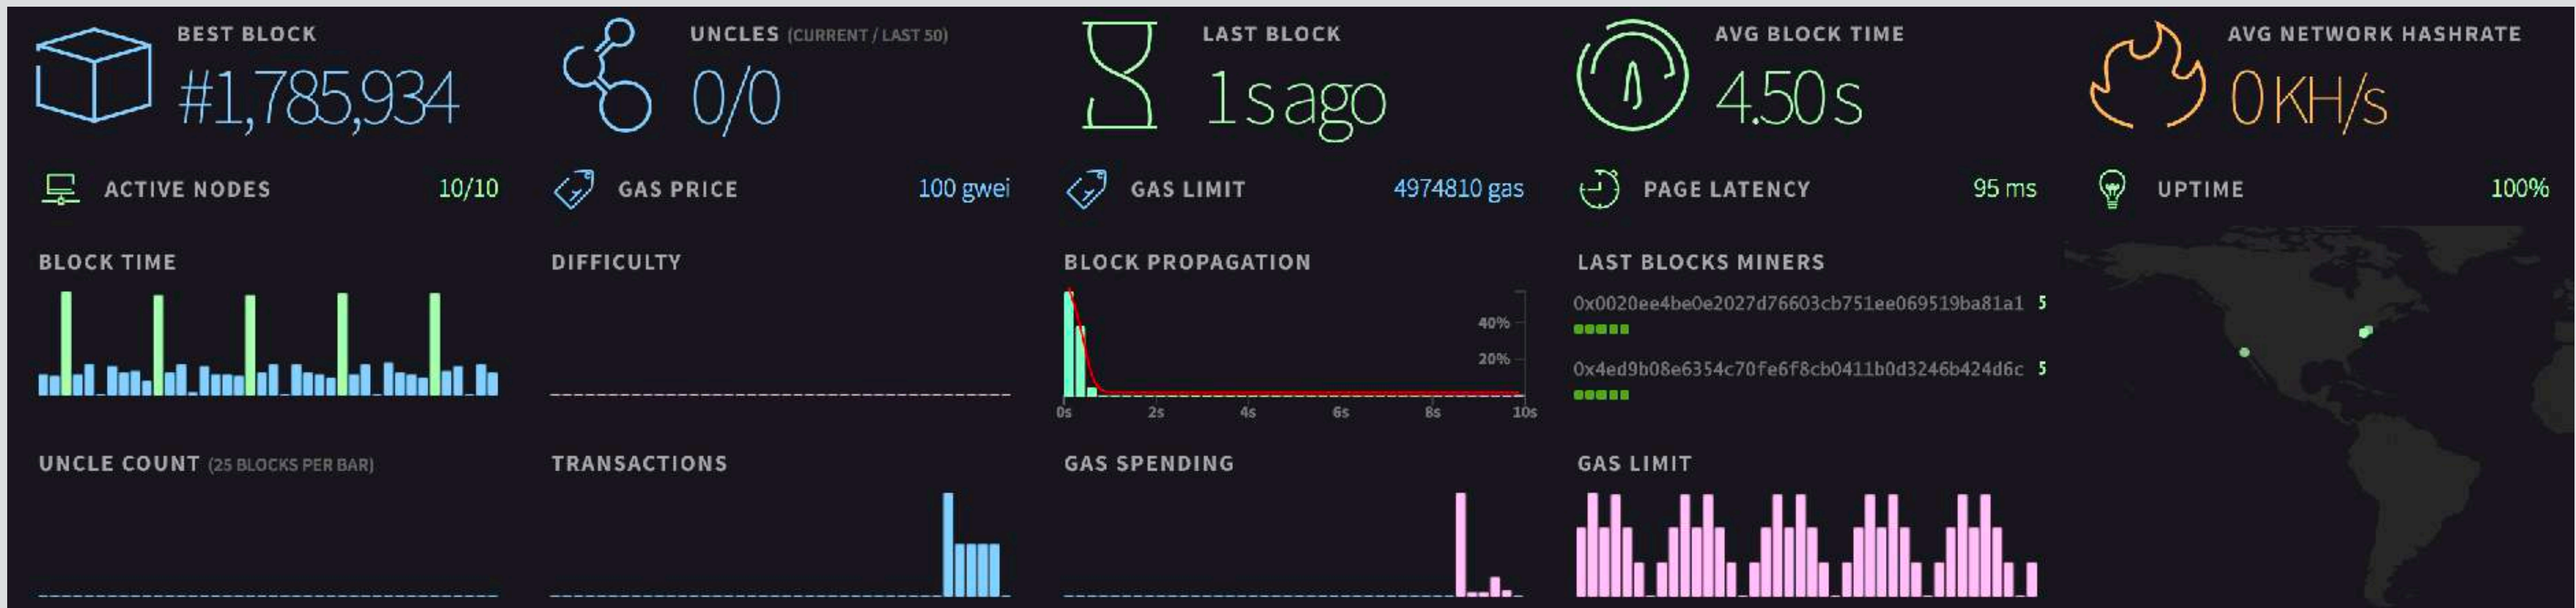 BEST BLOCK
#1,785,934
UNCLES (CURRENT / LAST 50)
0/0
LAST BLOCK
1 s ago
AVG BLOCK TIME
4.50 s
AVG NETWORK HASHRATE
0 KH/s
ACTIVE NODES 10/10
GAS PRICE 100 gwei
GAS LIMIT 4974810 gas
PAGE LATENCY 95 ms
UPTIME 100%
BLOCK TIME
DIFFICULTY
BLOCK PROPAGATION
40%
20%
0s 2s 4s 6s 8s 10s
LAST BLOCKS MINERS
0x0020ee4be0e2027d76603cb751ee069519ba81a1 5
0x4ed9b08e6354c70fe6f8cb0411b0d3246b424d6c 5
UNCLE COUNT (25 BLOCKS PER BAR)
TRANSACTIONS
GAS SPENDING
GAS LIMIT